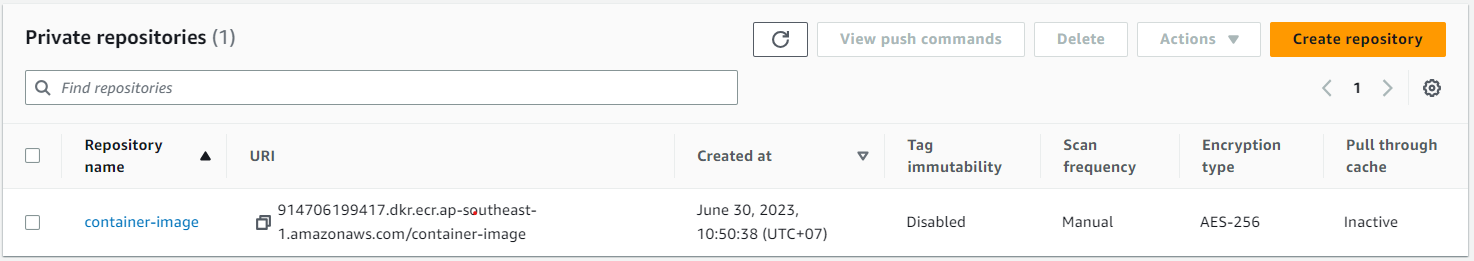 Private repositories (1)
View push commands
Delete
Actions
Create repository
Find repositories
1
Repository name
URI
Created at
Tag immutability
Scan frequency
Encryption type
Pull through cache
container-image
914706199417.dkr.ecr.ap-southeast-
1.amazonaws.com/container-image
June 30, 2023,
10:50:38 (UTC+07)
Disabled
Manual
AES-256
Inactive